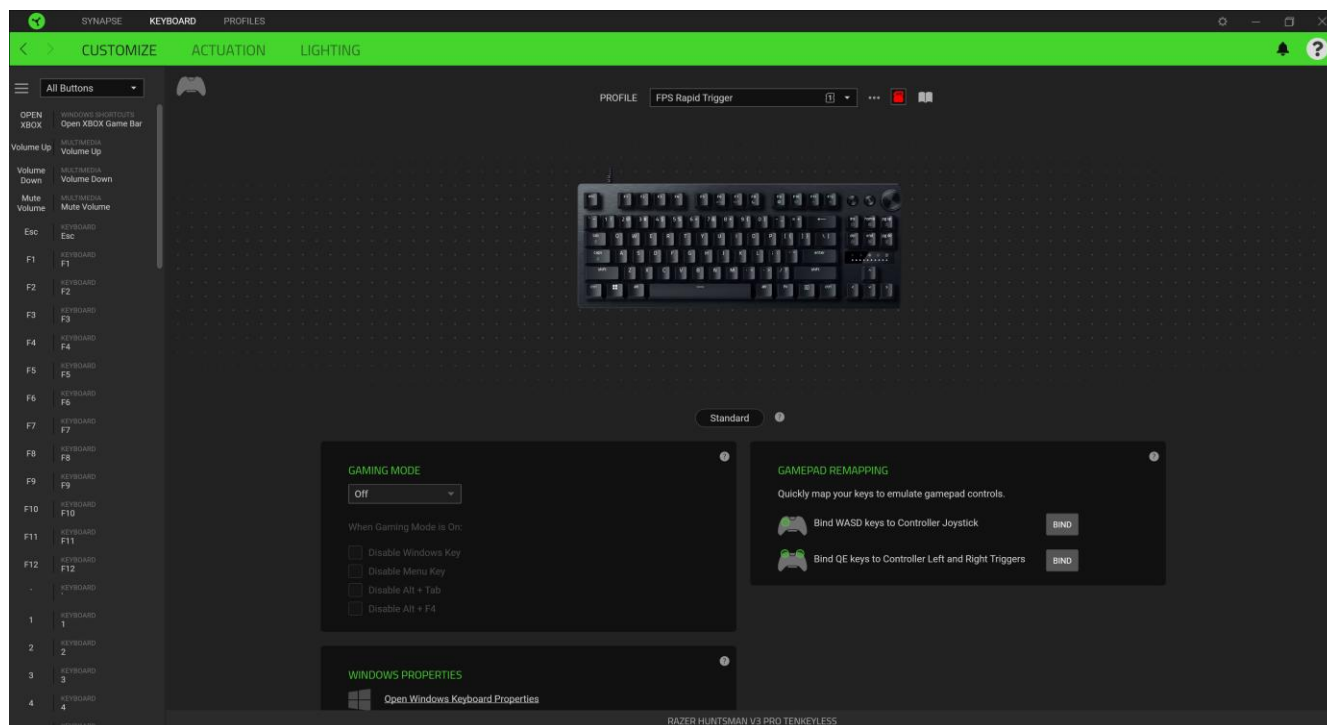 SYNAPSE KEYBOARD PROFILES
CUSTOMIZE ACTUATION LIGHTING
All Buttons
PROFILE FPS Rapid Trigger 1
OPEN XBOX WINDOWS SHORTCUTS
Open XBOX Game Bar
Volume Up MULTIMEDIA
Volume Up
Volume Down MULTIMEDIA
Volume Down
Mute Volume MULTIMEDIA
Mute Volume
Esc KEYBOARD
Esc
F1 KEYBOARD
F1
F2 KEYBOARD
F2
F3 KEYBOARD
F3
F4 KEYBOARD
F4
F5 KEYBOARD
F5
F6 KEYBOARD
F6
F7 KEYBOARD
F7
F8 KEYBOARD
F8
F9 KEYBOARD
F9
F10 KEYBOARD
F10
F11 KEYBOARD
F11
F12 KEYBOARD
F12
KEYBOARD
1 KEYBOARD
1
2 KEYBOARD
2
3 KEYBOARD
3
4 KEYBOARD
4
Standard
GAMING MODE
Off
When Gaming Mode is On:
Disable Windows Key
Disable Menu Key
Disable Alt + Tab
Disable Alt + F4
GAMEPAD REMAPPING
Quickly map your keys to emulate gamepad controls.
Bind WASD keys to Controller Joystick BIND
Bind QE keys to Controller Left and Right Triggers BIND
WINDOWS PROPERTIES
Open Windows Keyboard Properties
RAZER HUNTSMAN V3 PRO TENKEYLESS